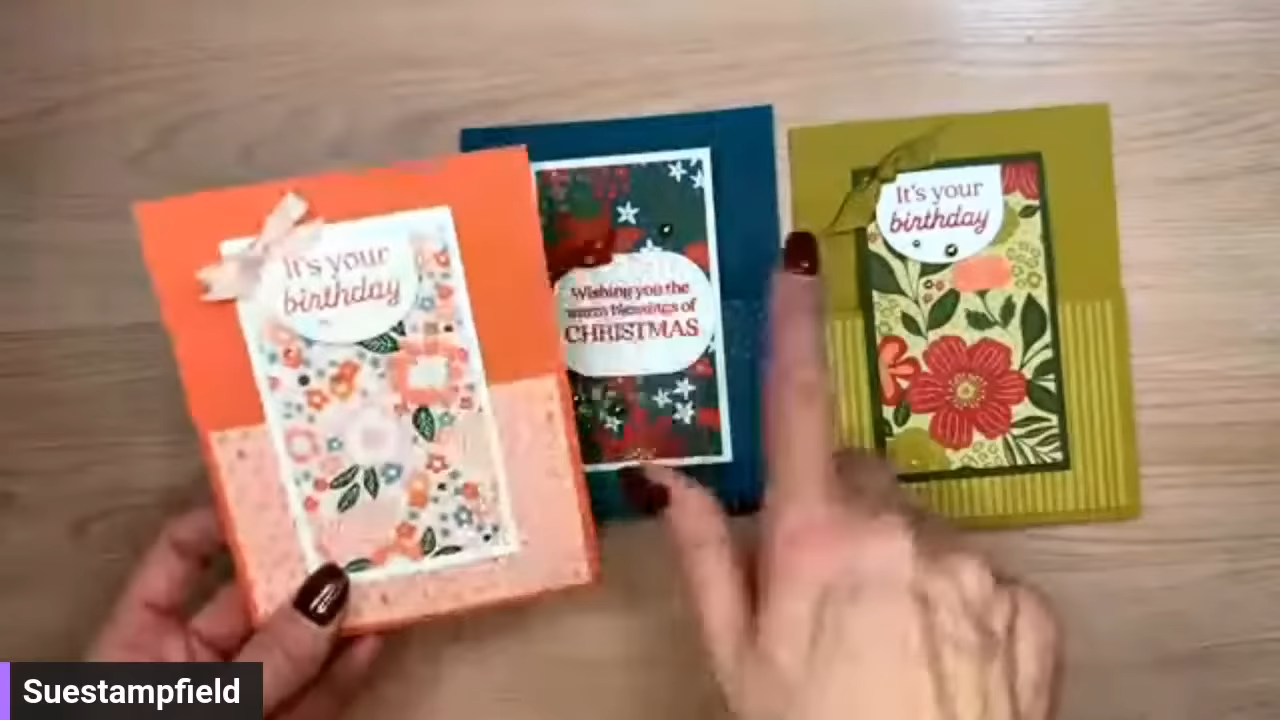 It's your
birthday
Wishing you the
warm blessings of
CHRISTMAS
It's your
birthday
Suestampfield